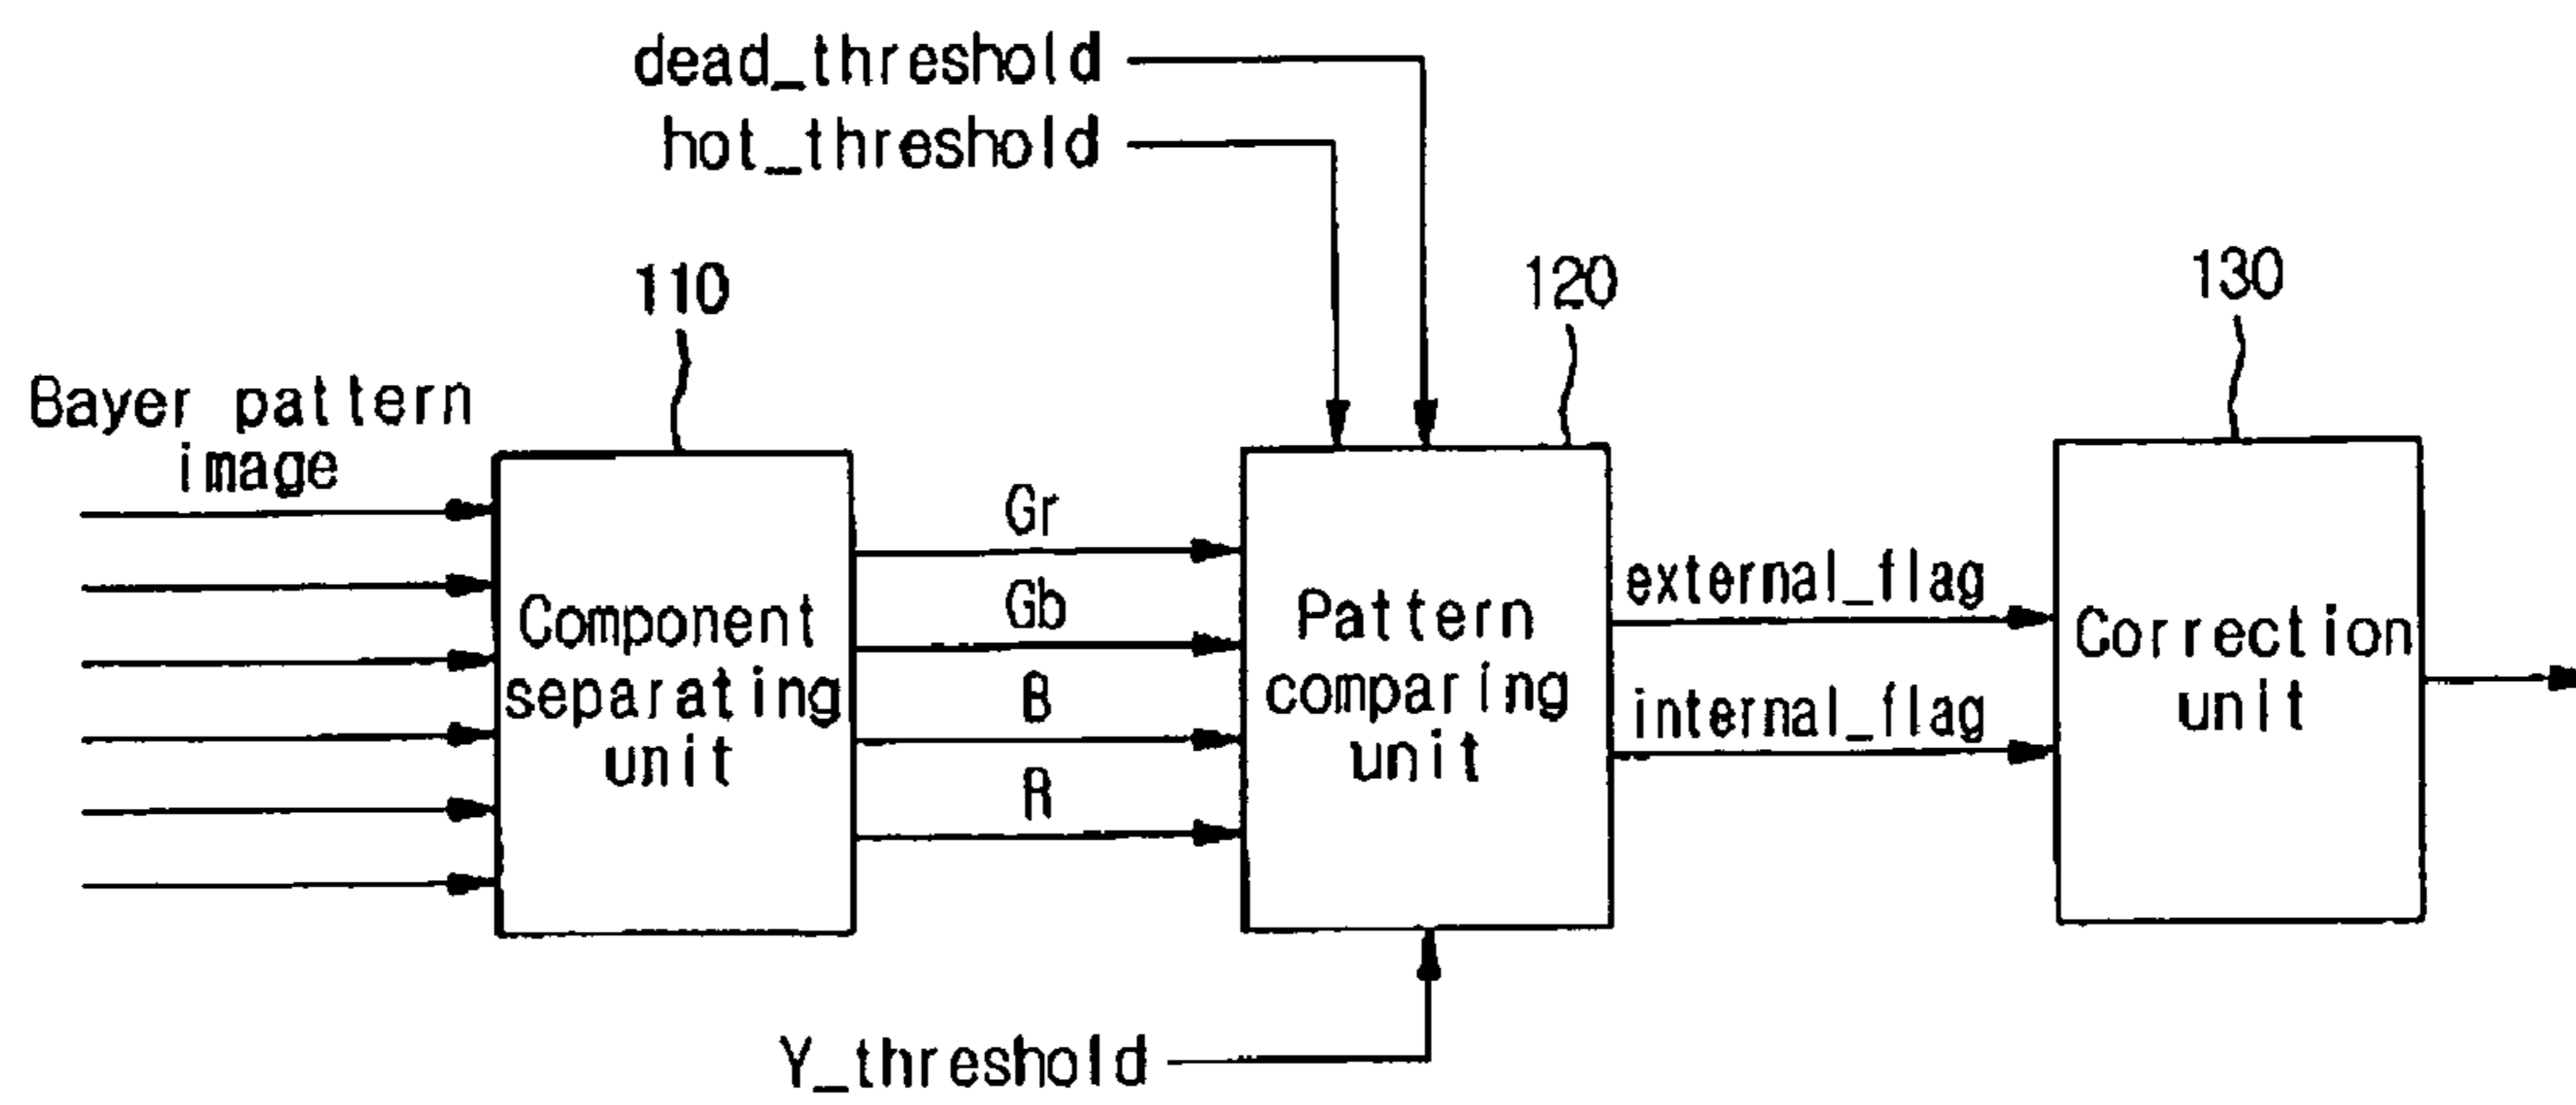 dead_threshold
hot_threshold
110
120
130
Bayer pattern
image
Component
separating
unit
Gr
Gb
B
R
Pattern
comparing
unit
external_flag
internal_flag
Correction
unit
Y_threshold